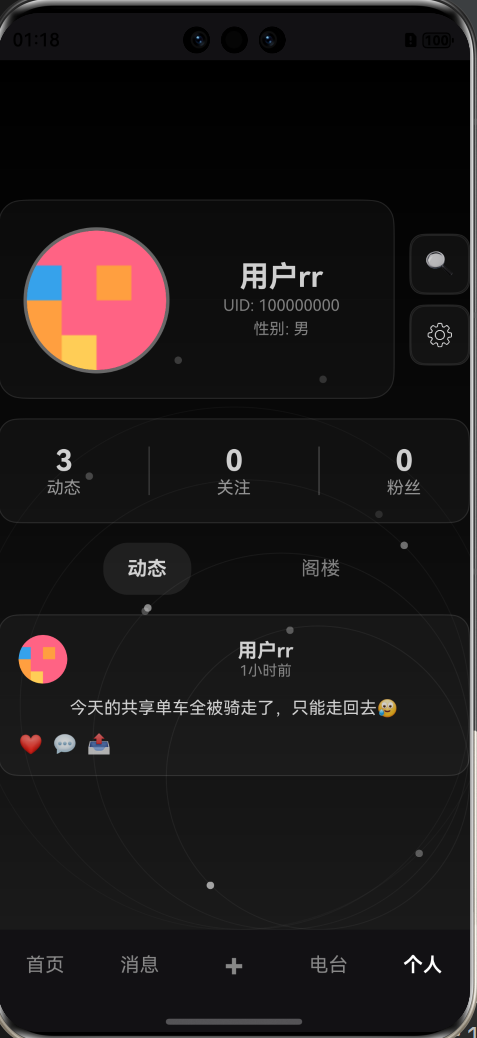 01:18
100
用户rr
UID: 100000000
性别: 男
3
动态
0
关注
0
粉丝
动态
阁楼
用户rr
1小时前
今天的共享单车全被骑走了，只能走回去😥
首页
消息
+
电台
个人